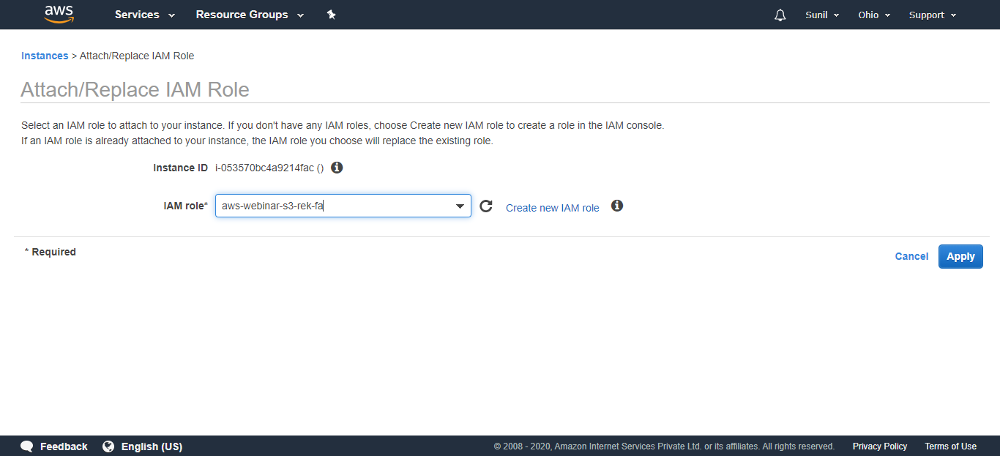 aws Services Resource Groups Sunil Ohio Support
Instances > Attach/Replace IAM Role
Attach/Replace IAM Role
Select an IAM role to attach to your instance. If you don't have any IAM roles, choose Create new IAM role to create a role in the IAM console.
If an IAM role is already attached to your instance, the IAM role you choose will replace the existing role.
Instance ID i-053570bc4a9214fac ()
IAM role* aws-webinar-s3-rek-fa Create new IAM role
* Required
Cancel Apply
Feedback English (US) © 2008 - 2020, Amazon Internet Services Private Ltd. or its affiliates. All rights reserved. Privacy Policy Terms of Use